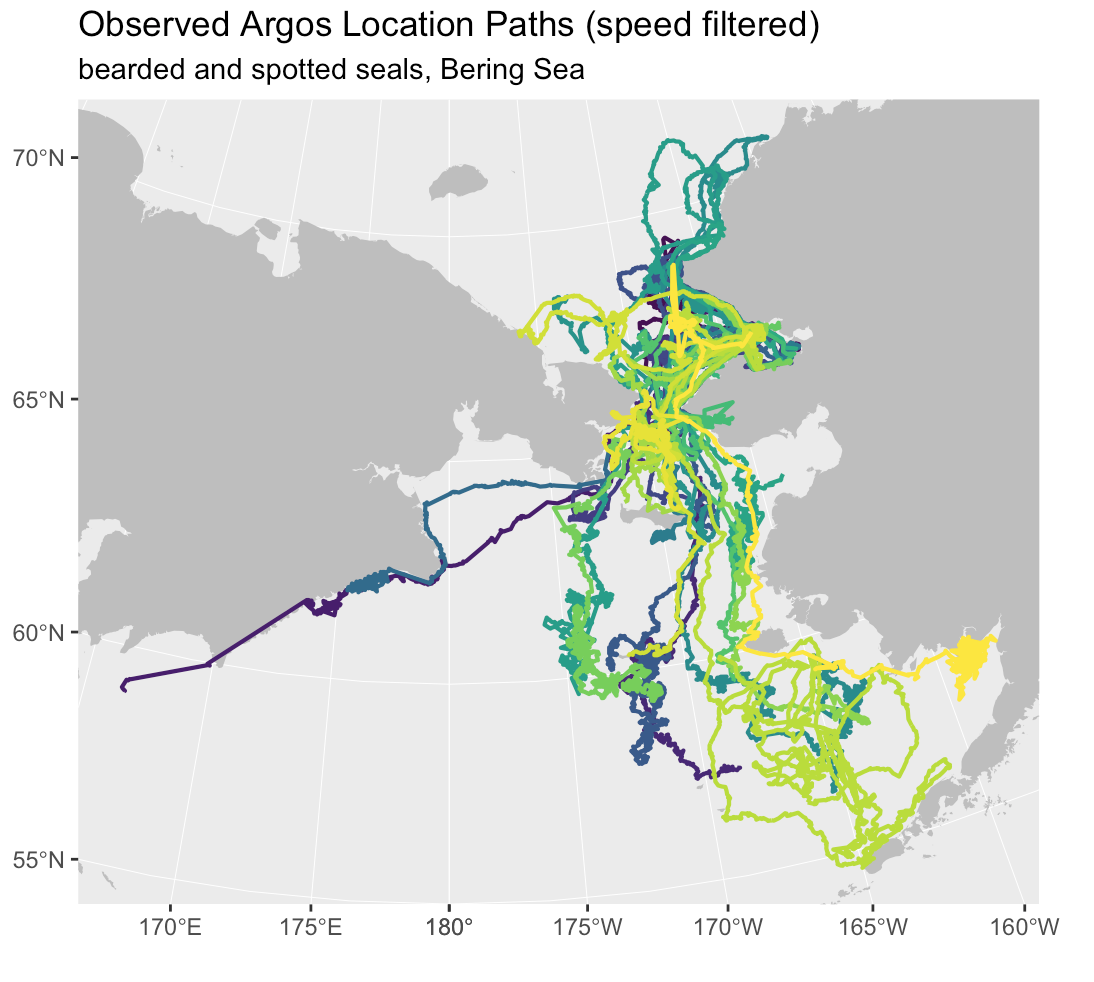 Observed Argos Location Paths (speed filtered)
bearded and spotted seals, Bering Sea
70°N
65°N
60°N
55°N
170°E 175°E 180° 175°W 170°W 165°W 160°W